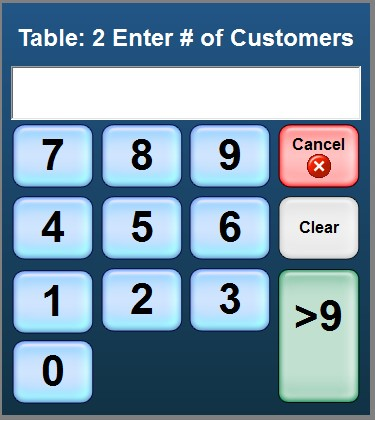 Table: 2 Enter # of Customers
7 8 9 Cancel
4 5 6 Clear
1 2 3 >9
0